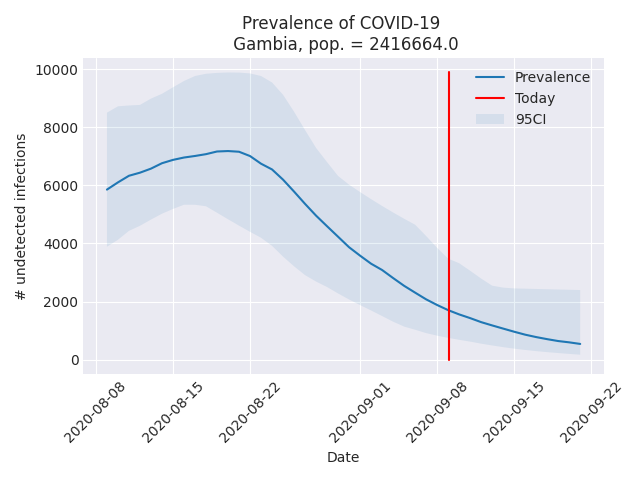 Prevalence of COVID-19
Gambia, pop. = 2416664.0
10000
8000
6000
4000
2000
0
# undetected infections
Prevalence
Today
95CI
2020-08-08
2020-08-15
2020-08-22
2020-09-01
2020-09-08
2020-09-15
2020-09-22
Date